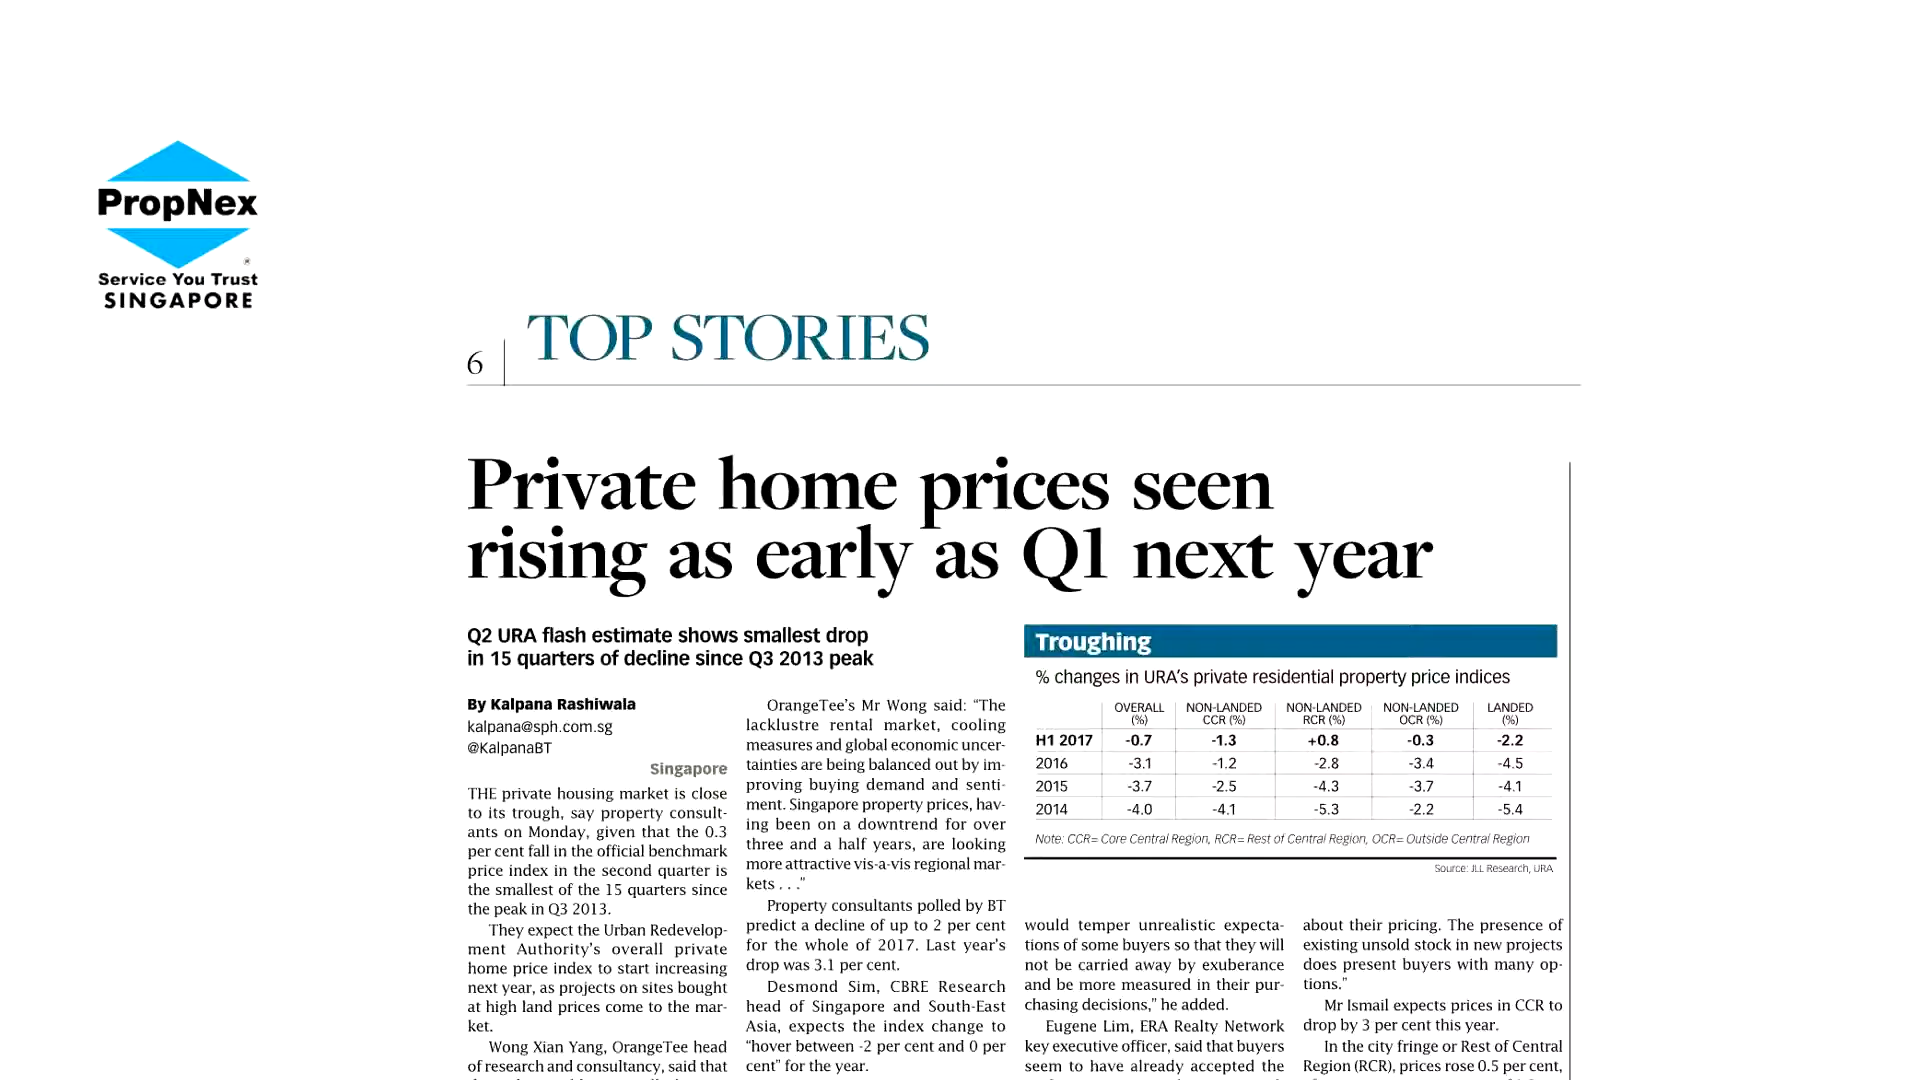 PropNex
®
Service You Trust
SINGAPORE
6
TOP STORIES
Private home prices seen
rising as early as Q1 next year
Q2 URA flash estimate shows smallest drop
in 15 quarters of decline since Q3 2013 peak
By Kalpana Rashiwala
kalpana@sph.com.sg
@KalpanaBT
Singapore
THE private housing market is close
to its trough, say property consult-
ants on Monday, given that the 0.3
per cent fall in the official benchmark
price index in the second quarter is
the smallest of the 15 quarters since
the peak in Q3 2013.
They expect the Urban Redevelop-
ment Authority's overall private
home price index to start increasing
next year, as projects on sites bought
at high land prices come to the mar-
ket.
Wong Xian Yang, OrangeTee head
of research and consultancy, said that
OrangeTee's Mr Wong said: "The
lacklustre rental market, cooling
measures and global economic uncer-
tainties are being balanced out by im-
proving buying demand and senti-
ment. Singapore property prices, hav-
ing been on a downtrend for over
three and a half years, are looking
more attractive vis-a-vis regional mar-
kets . . ."
Property consultants polled by BT
predict a decline of up to 2 per cent
for the whole of 2017. Last year's
drop was 3.1 per cent.
Desmond Sim, CBRE Research
head of Singapore and South-East
Asia, expects the index change to
"hover between -2 per cent and 0 per
cent" for the year.
Troughing
% changes in URA's private residential property price indices
OVERALL (%) NON-LANDED CCR (%) NON-LANDED RCR (%) NON-LANDED OCR (%) LANDED (%)
H1 2017 -0.7 -1.3 +0.8 -0.3 -2.2
2016 -3.1 -1.2 -2.8 -3.4 -4.5
2015 -3.7 -2.5 -4.3 -3.7 -4.1
2014 -4.0 -4.1 -5.3 -2.2 -5.4
Note: CCR= Core Central Region, RCR= Rest of Central Region, OCR= Outside Central Region
Source: JLL Research, URA
would temper unrealistic expecta-
tions of some buyers so that they will
not be carried away by exuberance
and be more measured in their pur-
chasing decisions," he added.
Eugene Lim, ERA Realty Network
key executive officer, said that buyers
seem to have already accepted the
about their pricing. The presence of
existing unsold stock in new projects
does present buyers with many op-
tions."
Mr Ismail expects prices in CCR to
drop by 3 per cent this year.
In the city fringe or Rest of Central
Region (RCR), prices rose 0.5 per cent,